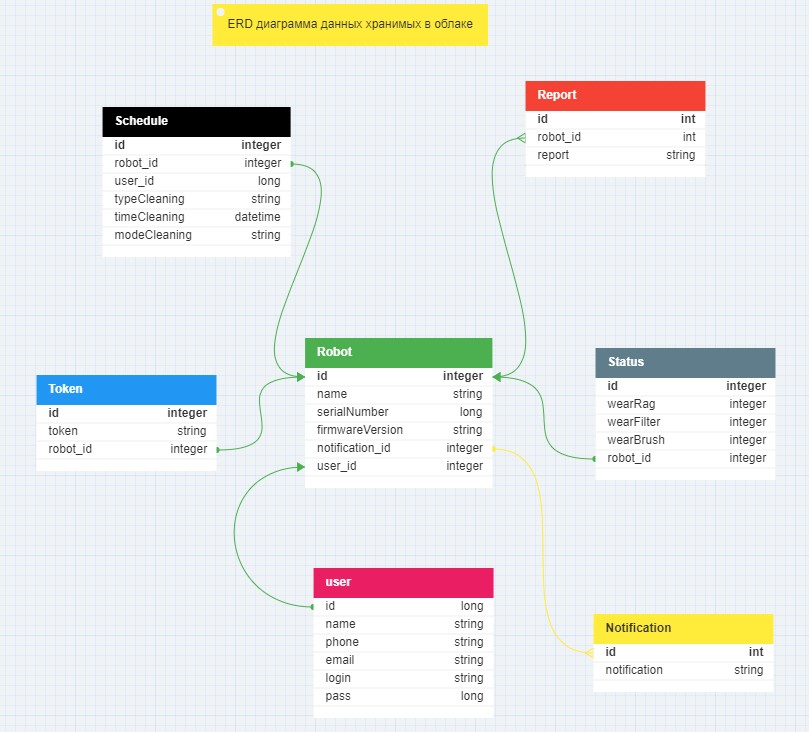 ERD диаграмма данных хранимых в облаке
Schedule
id integer
robot_id integer
user_id long
typeCleaning string
timeCleaning datetime
modeCleaning string
Report
id int
robot_id int
report string
Robot
id integer
name string
serialNumber long
firmwareVersion string
notification_id integer
user_id integer
Status
id integer
wearRag integer
wearFilter integer
wearBrush integer
robot_id integer
Token
id integer
token string
robot_id integer
user
id long
name string
phone string
email string
login string
pass long
Notification
id int
notification string